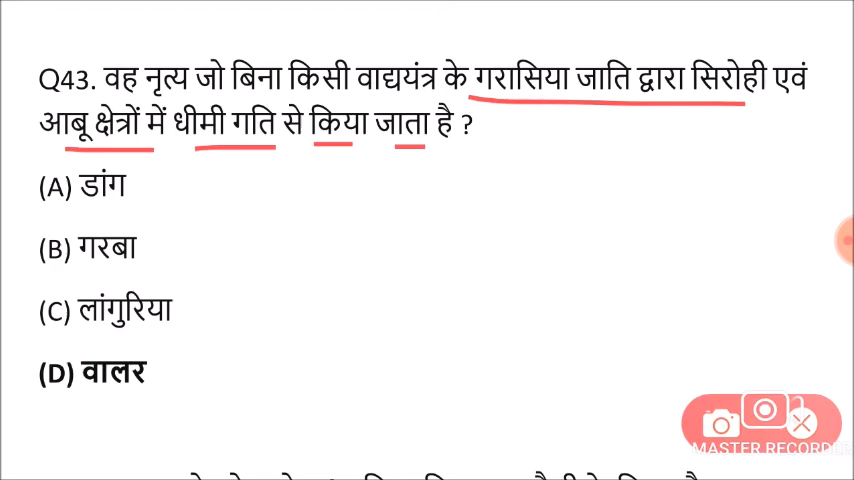 Q43. वह नृत्य जो बिना किसी वाद्ययंत्र के गरासिया जाति द्वारा सिरोही एवं
आबू क्षेत्रों में धीमी गति से किया जाता है ?
(A) डांग
(B) गरबा
(C) लांगुरिया
(D) वालर
MASTER RECORDER